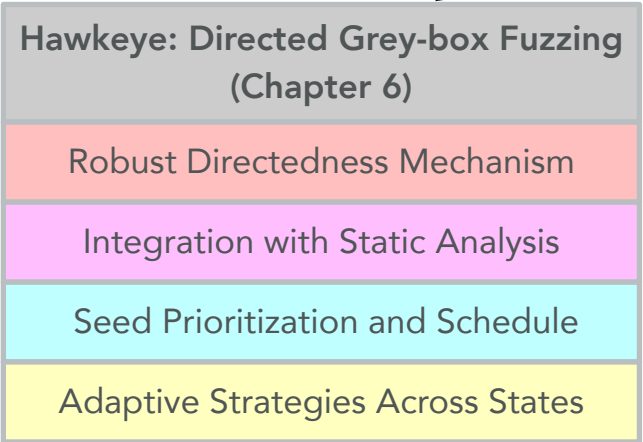 Hawkeye: Directed Grey-box Fuzzing
(Chapter 6)
Robust Directedness Mechanism
Integration with Static Analysis
Seed Prioritization and Schedule
Adaptive Strategies Across States